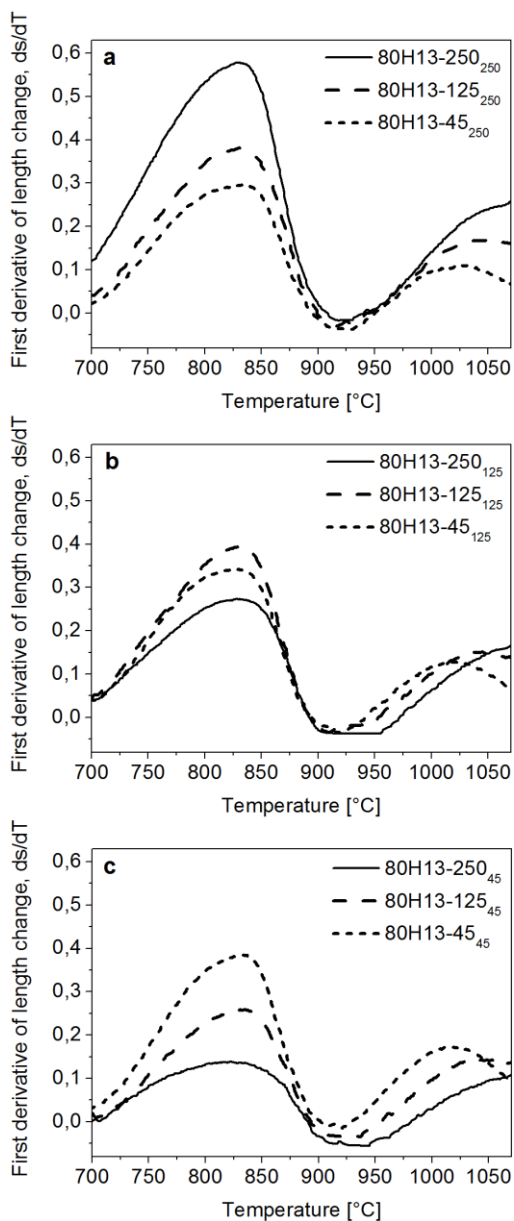 a
80H13-250250
80H13-125250
80H13-45250
0,6
0,5
0,4
0,3
0,2
0,1
0,0
First derivative of length change, ds/dT
700 750 800 850 900 950 1000 1050
Temperature [°C]
b
80H13-250125
80H13-125125
80H13-45125
0,6
0,5
0,4
0,3
0,2
0,1
0,0
First derivative of length change, ds/dT
700 750 800 850 900 950 1000 1050
Temperature [°C]
c
80H13-25045
80H13-12545
80H13-4545
0,6
0,5
0,4
0,3
0,2
0,1
0,0
First derivative of length change, ds/dT
700 750 800 850 900 950 1000 1050
Temperature [°C]